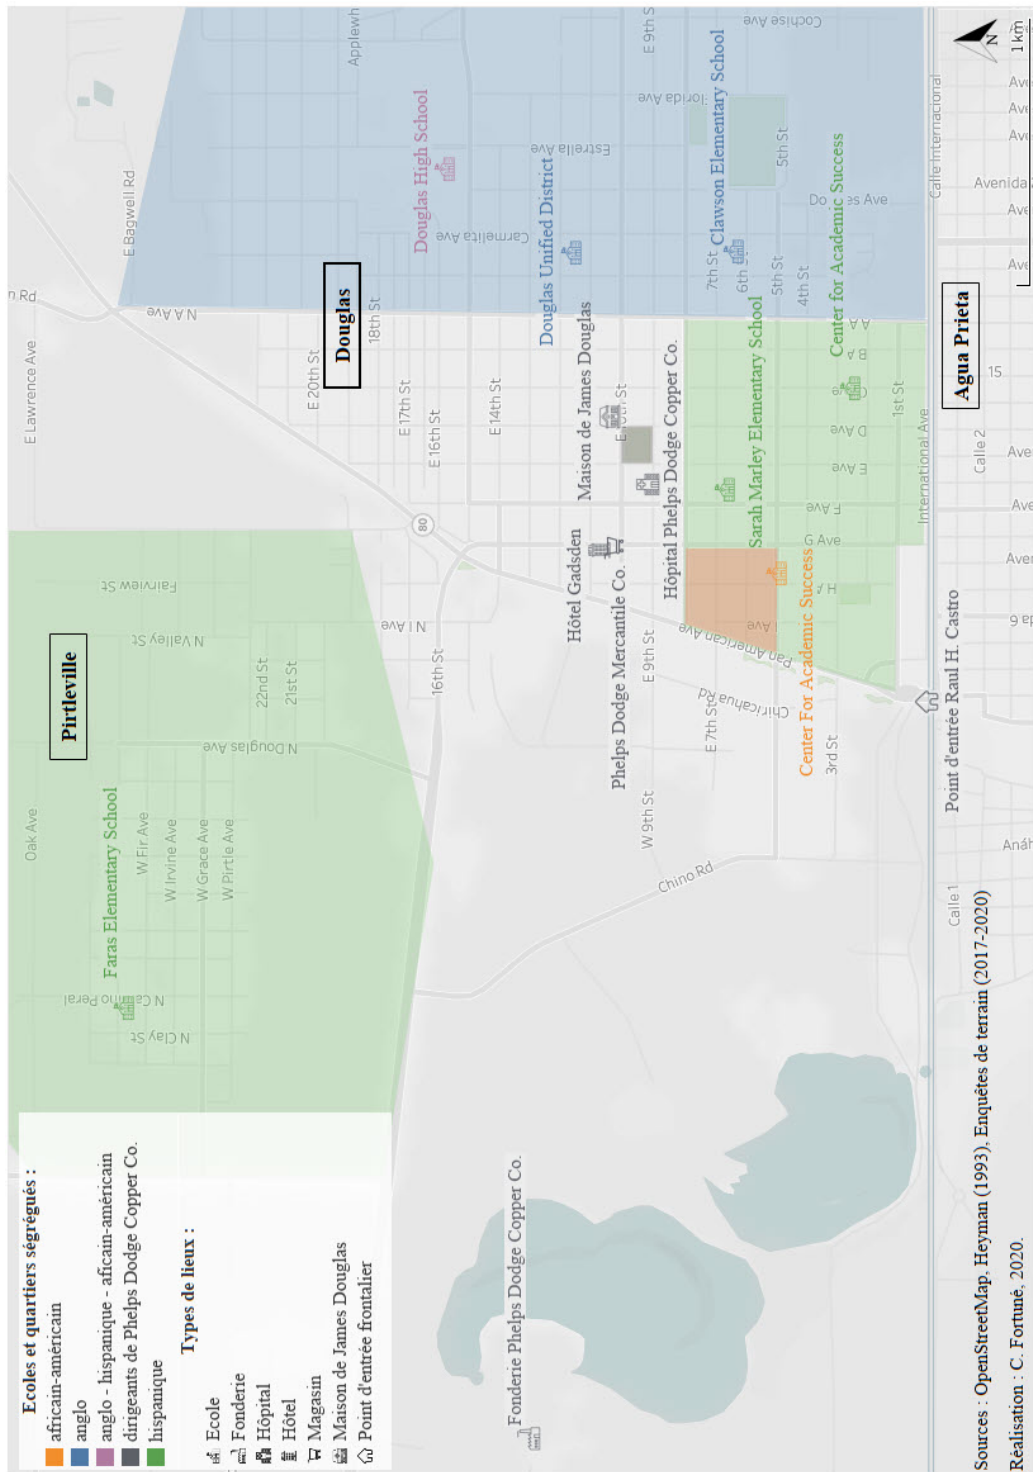 Ecoles et quartiers ségrégués :
africain-américain
anglo
anglo - hispanique - aficain-américain
dirigeants de Phelps Dodge Copper Co.
hispanique
Types de lieux :
Ecole
Fonderie
Hôpital
Hôtel
Magasin
Maison de James Douglas
Point d'entrée frontalier
Pirtleville
Faras Elementary School
Oak Ave
W Fir Ave
W Irvine Ave
W Grace Ave
W Pirtle Ave
N Clay St
N Douglas Ave
N Valley St
Fairview St
22nd St
21st St
E Lawrence Ave
E Bagwell Rd
n Rd
N A Ave
Applewh
Douglas
18th St
E 20th St
E 17th St
E 16th St
E 14th St
16th St
80
N I Ave
Douglas High School
Carmelita Ave
Estrella Ave
Douglas Unified District
Maison de James Douglas
Hôtel Gadsden
Phelps Dodge Mercantile Co.
Hôpital Phelps Dodge Copper Co.
E 9th St
E 9th St
W 9th St
E 7th St
Chiricahua Rd
Chino Rd
Pan American Ave
3rd St
Cochise Ave
Clawson Elementary School
7th St
5th St
5th St
4th St
Sarah Marley Elementary School
Center for Academic Success
Center For Academic Success
D Ave
E Ave
F Ave
G Ave
1st St
International Ave
Calle Internacional
Avenida
Ave
Ave
Ave
Ave
Agua Prieta
15
Calle 2
Calle 1
Point d'entrée Raul H. Castro
Fonderie Phelps Dodge Copper Co.
N
1 km
Sources : OpenStreetMap, Heyman (1993), Enquêtes de terrain (2017-2020)
Réalisation : C. Fortuné, 2020.